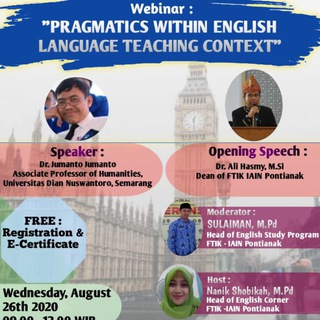 Webinar :
"PRAGMATICS WITHIN ENGLISH
LANGUAGE TEACHING CONTEXT"
Speaker :
Dr. Jumanto Jumanto
Associate Professor of Humanities,
Universitas Dian Nuswantoro, Semarang
Opening Speech :
Dr. Ali Hasmy, M.Si
Dean of FTIK IAIN Pontianak
FREE :
Registration &
E-Certificate
Moderator :
SULAIMAN, M.Pd
Head of English Study Program
FTIK - IAIN Pontianak
Host :
Nanik Shobikah, M.Pd
Head of English Corner
FTIK -IAIN Pontianak
Wednesday, August
26th 2020